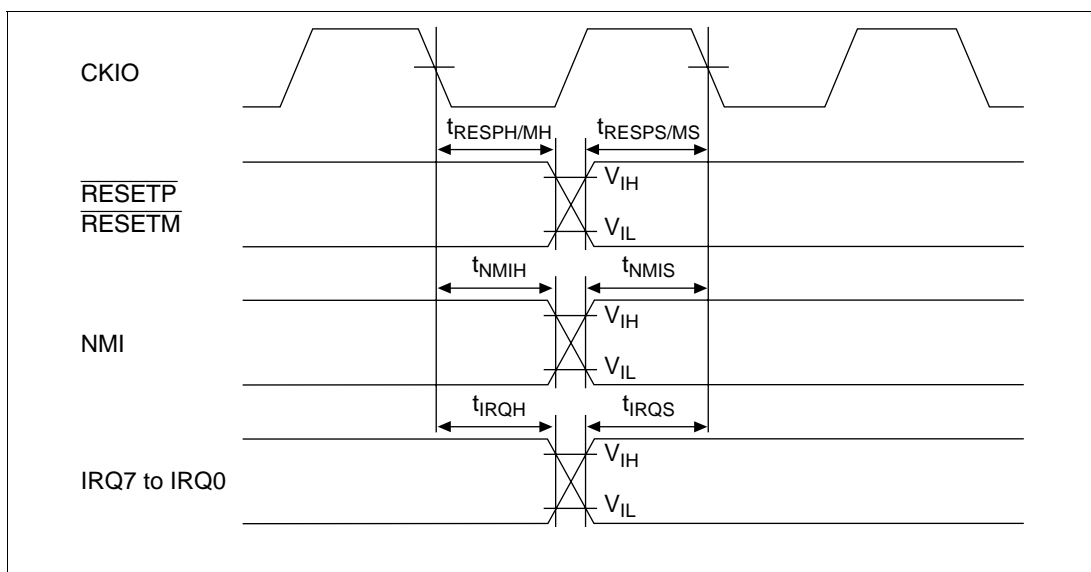 CKIO
tRESPH/MH tRESPS/MS
RESETP
RESETM
VIH
VIL
tNMIH tNMIS
NMI
VIH
VIL
tIRQH tIRQS
IRQ7 to IRQ0
VIH
VIL